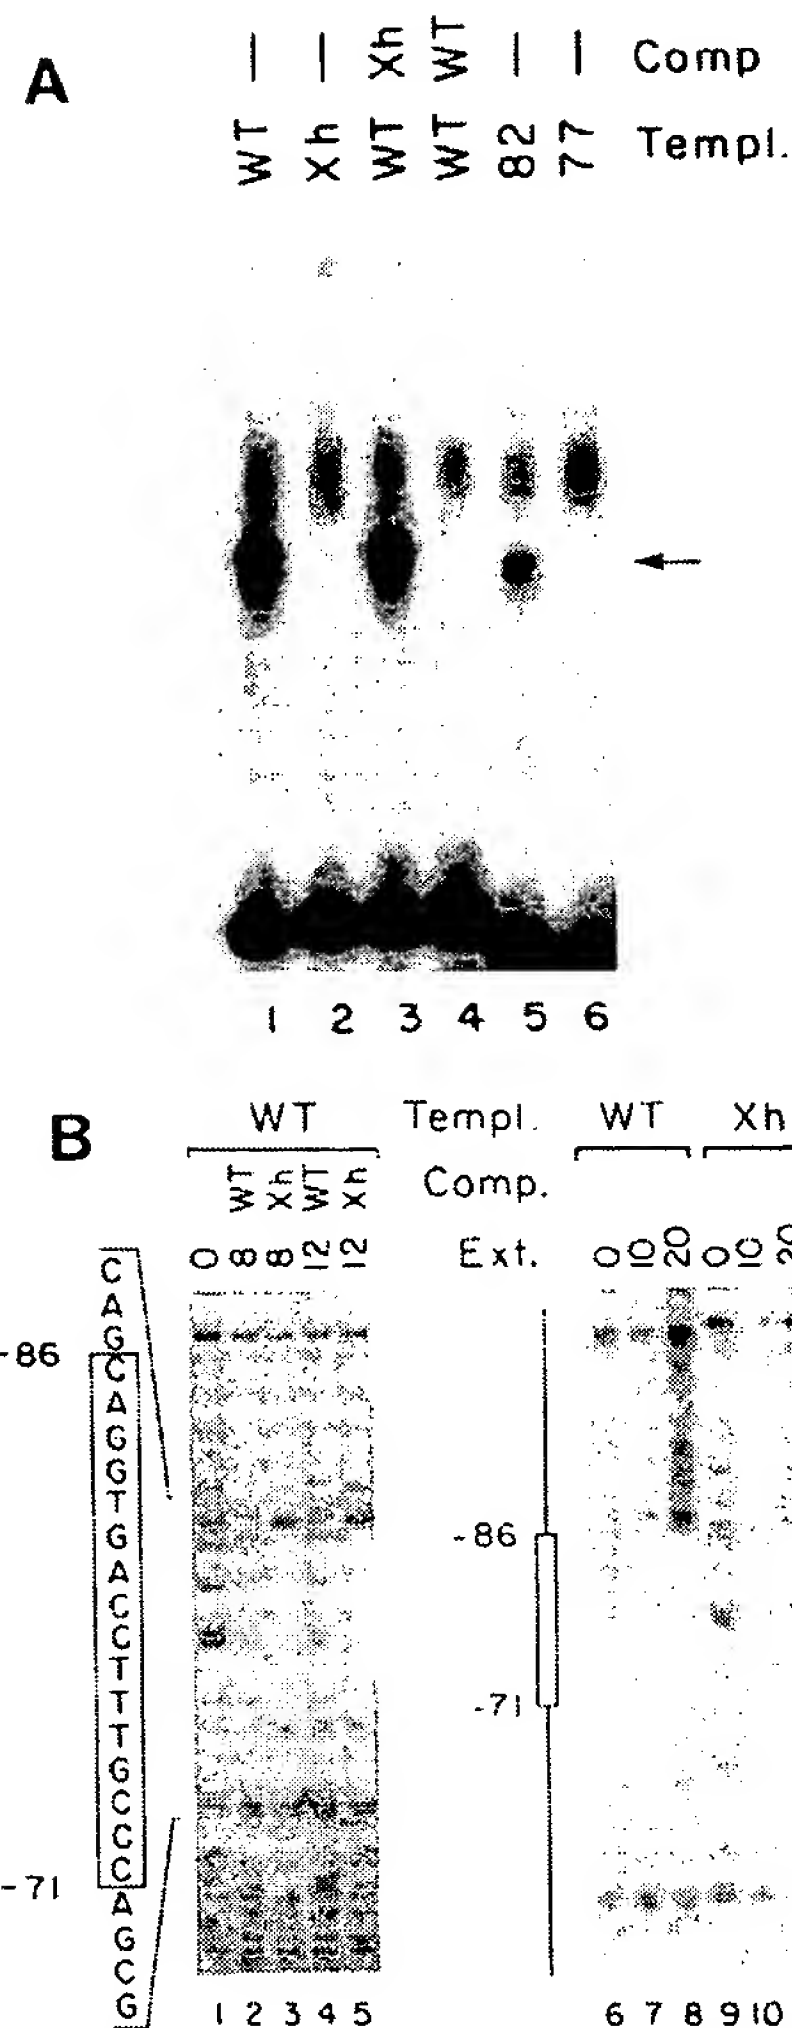 A
— — Xh WT — — Comp
WT Xh WT WT 82 77 Templ.
1 2 3 4 5 6
B
WT Templ. WT Xh
WT Xh WT Xh Comp.
0 8 8 12 12 Ext. 0 10 20 0 10 20
C
A
G
-86
C
A
G
G
T
G
A
C
C
T
T
T
G
C
C
C
-71
A
G
C
G
-86
-71
1 2 3 4 5 6 7 8 9 10